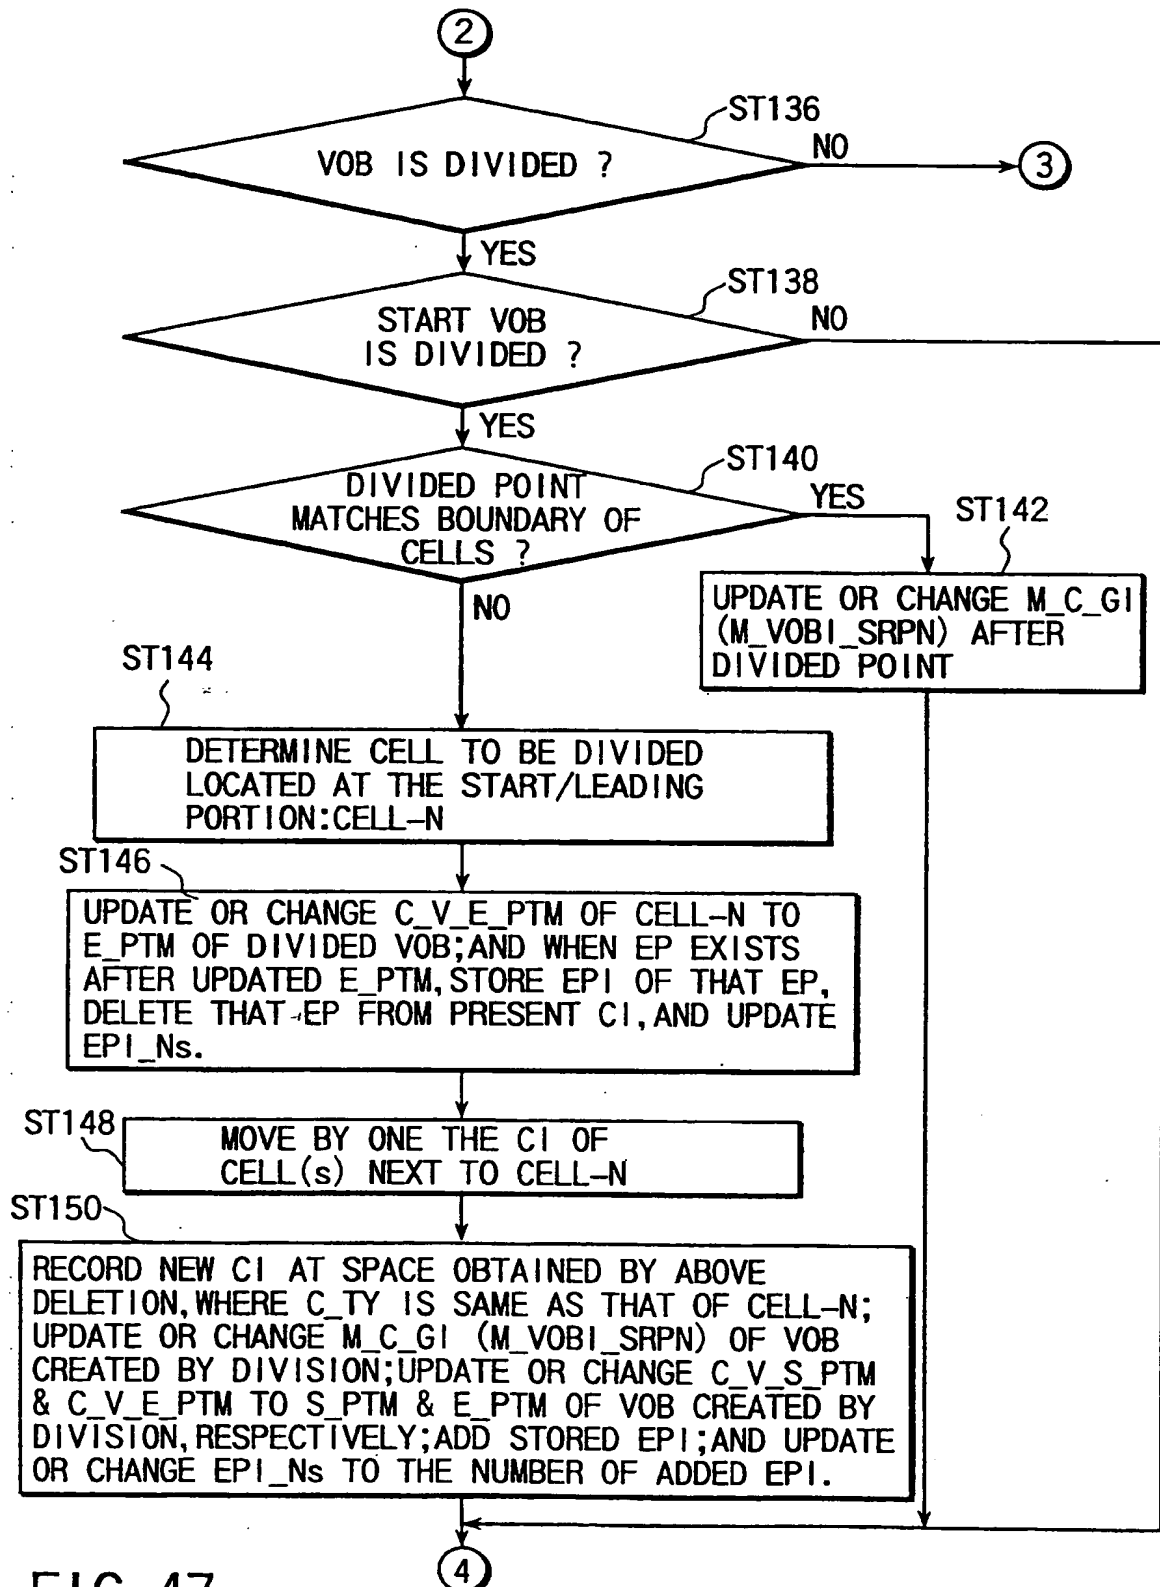 2
ST136
VOB IS DIVIDED ?
NO
3
YES
ST138
START VOB
IS DIVIDED ?
NO
YES
ST140
DIVIDED POINT
MATCHES BOUNDARY OF
CELLS ?
YES
ST142
UPDATE OR CHANGE M_C_GI
(M_VOBI_SRPN) AFTER
DIVIDED POINT
NO
ST144
DETERMINE CELL TO BE DIVIDED
LOCATED AT THE START/LEADING
PORTION:CELL-N
ST146
UPDATE OR CHANGE C_V_E_PTM OF CELL-N TO
E_PTM OF DIVIDED VOB;AND WHEN EP EXISTS
AFTER UPDATED E_PTM,STORE EPI OF THAT EP,
DELETE THAT EP FROM PRESENT CI,AND UPDATE
EPI_Ns.
ST148
MOVE BY ONE THE CI OF
CELL(s) NEXT TO CELL-N
ST150
RECORD NEW CI AT SPACE OBTAINED BY ABOVE
DELETION,WHERE C_TY IS SAME AS THAT OF CELL-N;
UPDATE OR CHANGE M_C_GI (M_VOBI_SRPN) OF VOB
CREATED BY DIVISION;UPDATE OR CHANGE C_V_S_PTM
& C_V_E_PTM TO S_PTM & E_PTM OF VOB CREATED BY
DIVISION,RESPECTIVELY;ADD STORED EPI;AND UPDATE
OR CHANGE EPI_Ns TO THE NUMBER OF ADDED EPI.
4
FIG.47